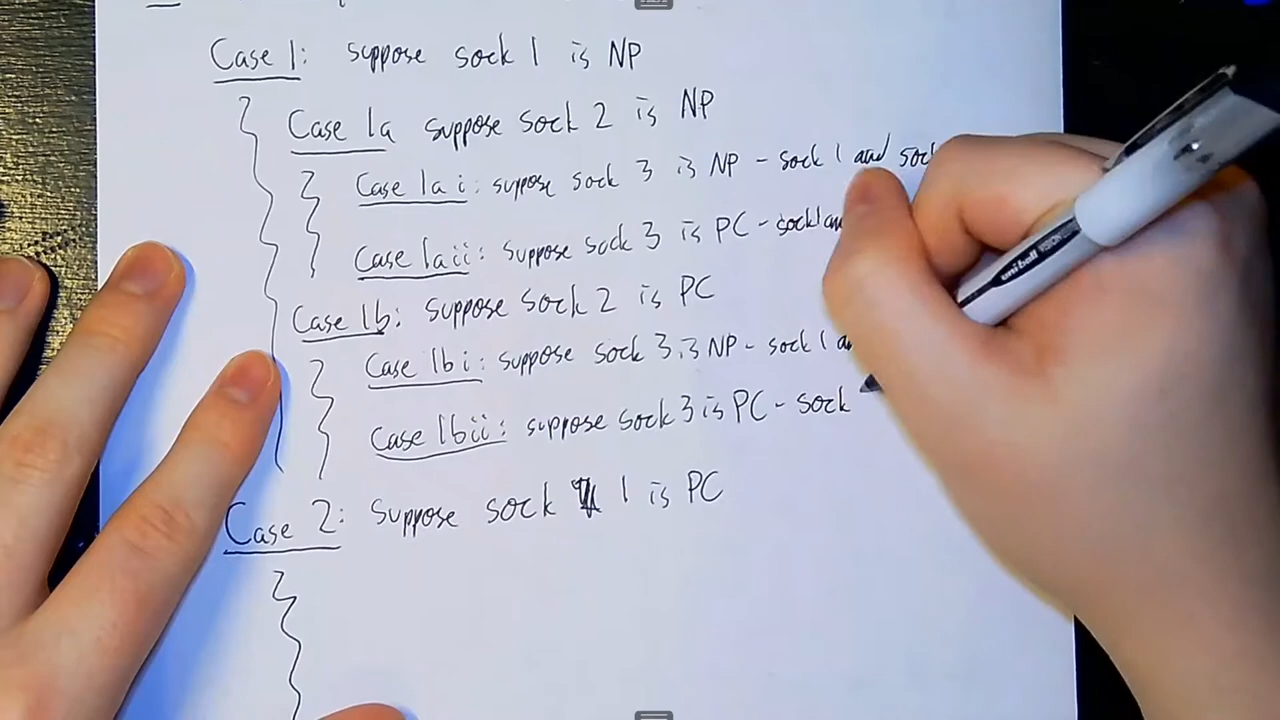 Case 1: suppose sock 1 is NP
Case 1a suppose sock 2 is NP
Case 1a i: suppose sock 3 is NP - sock 1 and
Case 1a ii: suppose sock 3 is PC - sock 1
Case 1b: suppose sock 2 is PC
Case 1b i: suppose sock 3 is NP - sock 1
Case 1b ii: suppose sock 3 is PC - sock
Case 2: suppose sock 1 is PC
uni-ball VISION